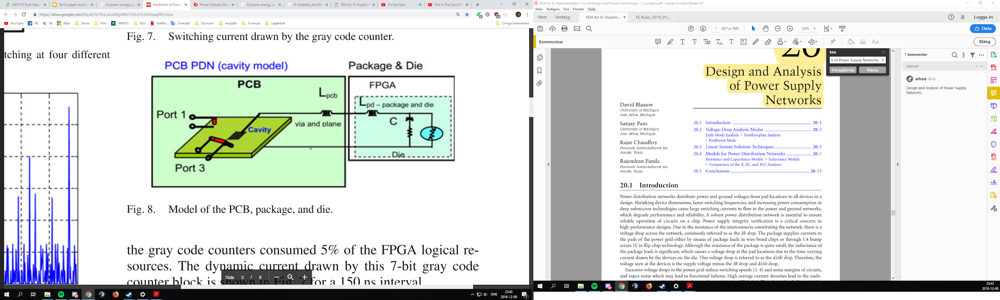 DAT110 Term Paper
Termm paper rewiew
6-power-energy_va
Prediction of Power
Power Delivery Net
6-power-energy_va
8-reliability_test.fm
EDA for IC Impleme
(1) YouTube
This Is The Cast Of
https://drive.google.com/file/d/1k78GLabsrkRjyW4vTQYc2HOolHnxayRH/view
YouTube
FB
W
Mail
Skola
Film
MPEES
Bös
Netflix
Översätt
Ekonomi
exxjobb
Formula
Lägenhet
Övriga bokmärken
Fig. 7. Switching current drawn by the gray code counter.
tching at four different
PCB PDN (cavity model)
Package & Die
PCB
FPGA
Lpcb
Lpd – package and die
Port 1
C
via and plane
Cavity
Die
Port 3
Fig. 8. Model of the PCB, package, and die.
the gray code counters consumed 5% of the FPGA logical re-
sources. The dynamic current drawn by this 7-bit gray code
counter block is shown in Fig. 7 for a 150 ns interval
Sida 3 / 8
SWE
23:43
2018-12-08
EDA for IC Implementation, Circuit Design and Process Technology - L. Lavagno.pdf - Adobe Acrobat Reader DC
Arkiv Redigera Visa Fönster Hjälp
Hem
Verktyg
EDA for IC Implem...
FS-Rules_2019_V1....
Logga in
1
(427 av 590)
120%
Dela
Kommentar
Aa
Stäng
20
Design and Analysis
of Power Supply
Networks
David Blaauw
University of Michigan
Ann Arbor, Michigan
Sanjay Pant
University of Michigan
Ann Arbor, Michigan
Rajat Chaudhry
Freescale Semiconductor Inc.
Austin, Texas
Rajendran Panda
Freescale Semiconductor Inc.
Austin, Texas
20.1 Introduction 20-1
20.2 Voltage-Drop Analysis Modes 20-3
Early Mode Analysis • Postfloorplan Analysis
• Postlayout Mode
20.3 Linear System Solution Techniques 20-5
20.4 Models for Power Distribution Networks 20-7
Resistance and Capacitance Models • Inductance Models
• Comparison of the R, RC, and RLC Analyses
20.5 Conclusions 20-13
20.1 Introduction
Power distribution networks distribute power and ground voltages from pad locations to all devices in a
design. Shrinking device dimensions, faster switching frequencies, and increasing power consumption in
deep submicron technologies cause large switching currents to flow in the power and ground networks,
which degrade performance and reliability. A robust power distribution network is essential to ensure
reliable operation of circuits on a chip. Power supply integrity verification is a critical concern in
high-performance designs. Due to the resistance of the interconnects constituting the network, there is a
voltage drop across the network, commonly referred to as the IR drop. The package supplies currents to
the pads of the power grid either by means of package leads in wire-bond chips or through C4 bump
arrays [1] in flip-chip technology. Although the resistance of the package is quite small, the inductance of
the package leads is significant, which causes a voltage drop at the pad locations due to the time-varying
current drawn by the devices on the die. This voltage drop is referred to as the di/dt drop. Therefore, the
voltage seen at the devices is the supply voltage minus the IR drop and di/dt drop.
Excessive voltage drops in the power grid reduce switching speeds [2–4] and noise margins of circuits,
and inject noise which may lead to functional failures. High average current densities lead to the unde-
Sök
is of Power Supply Networks
Föregående
Nästa
1 kommentar
SIDA 427
1
alfred 20:32
Design and Analysis of Power Supply
Networks
23:43
2018-12-08